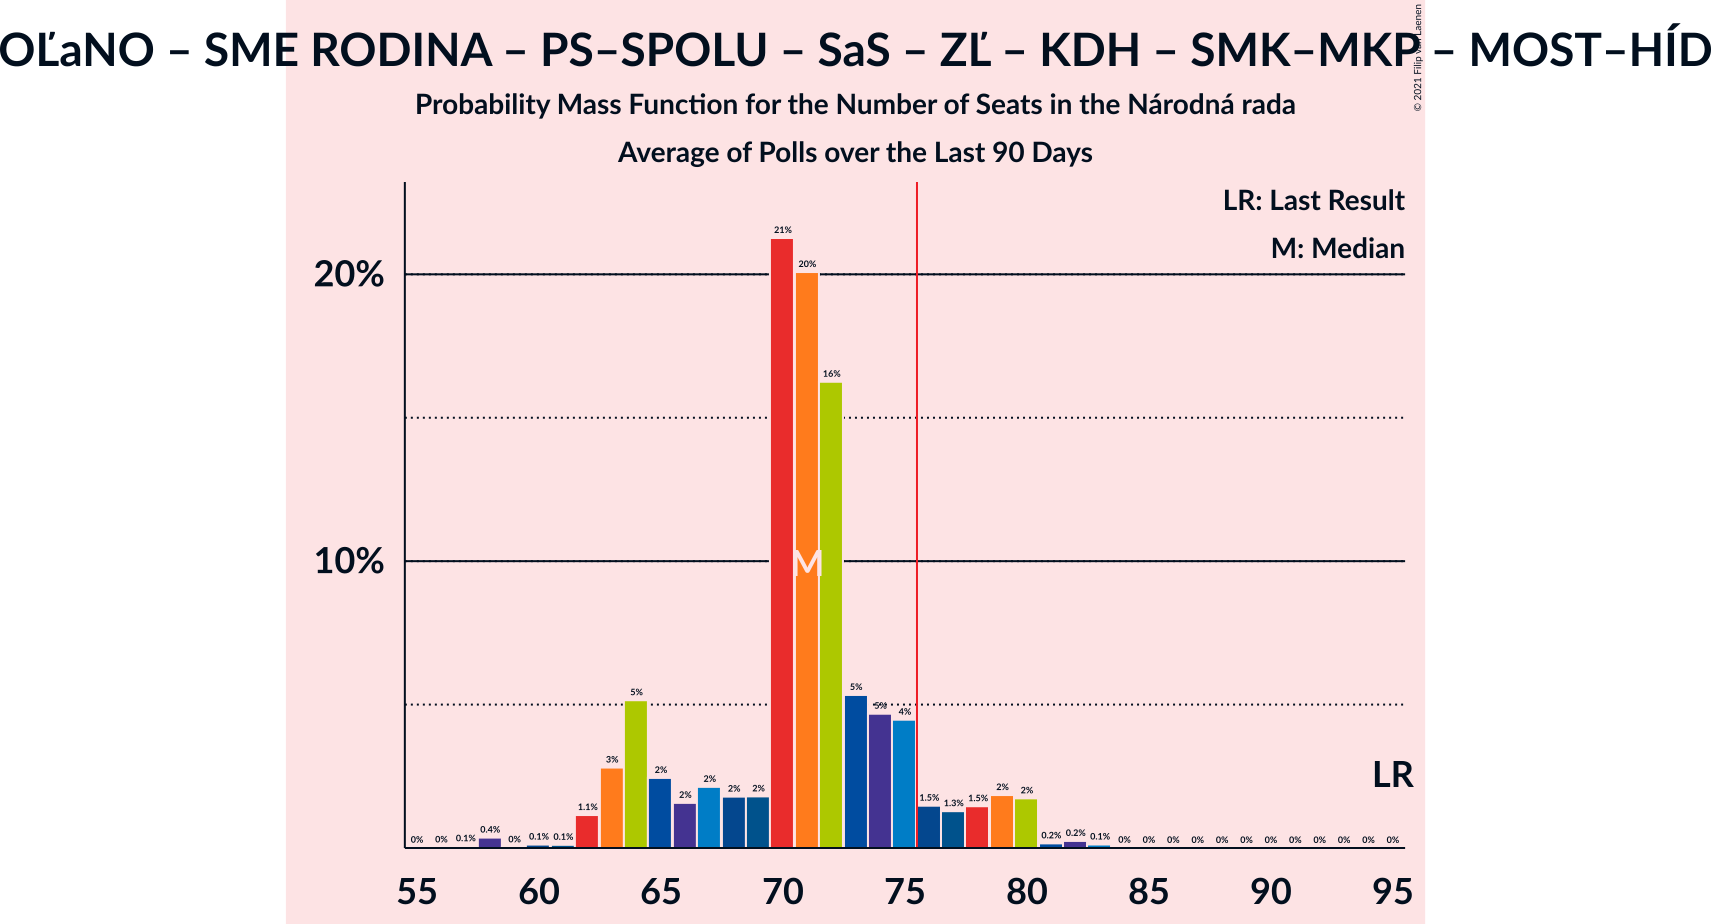 OĽaNO – SME RODINA – PS–SPOLU – SaS – ZĽ – KDH – SMK–MKP – MOST–HÍD
© 2021 Filip van Laenen
Probability Mass Function for the Number of Seats in the Národná rada
Average of Polls over the Last 90 Days
LR: Last Result
M: Median
20%
10%
0% 0% 0.1% 0.4% 0% 0.1% 0.1% 1.1% 3% 5% 2% 2% 2% 2% 2% 21% 20% 16% 5% 5% 4% 1.5% 1.3% 1.5% 2% 2% 0.2% 0.2% 0.1% 0% 0% 0% 0% 0% 0% 0% 0% 0% 0% 0% 0%
M
LR
55 60 65 70 75 80 85 90 95